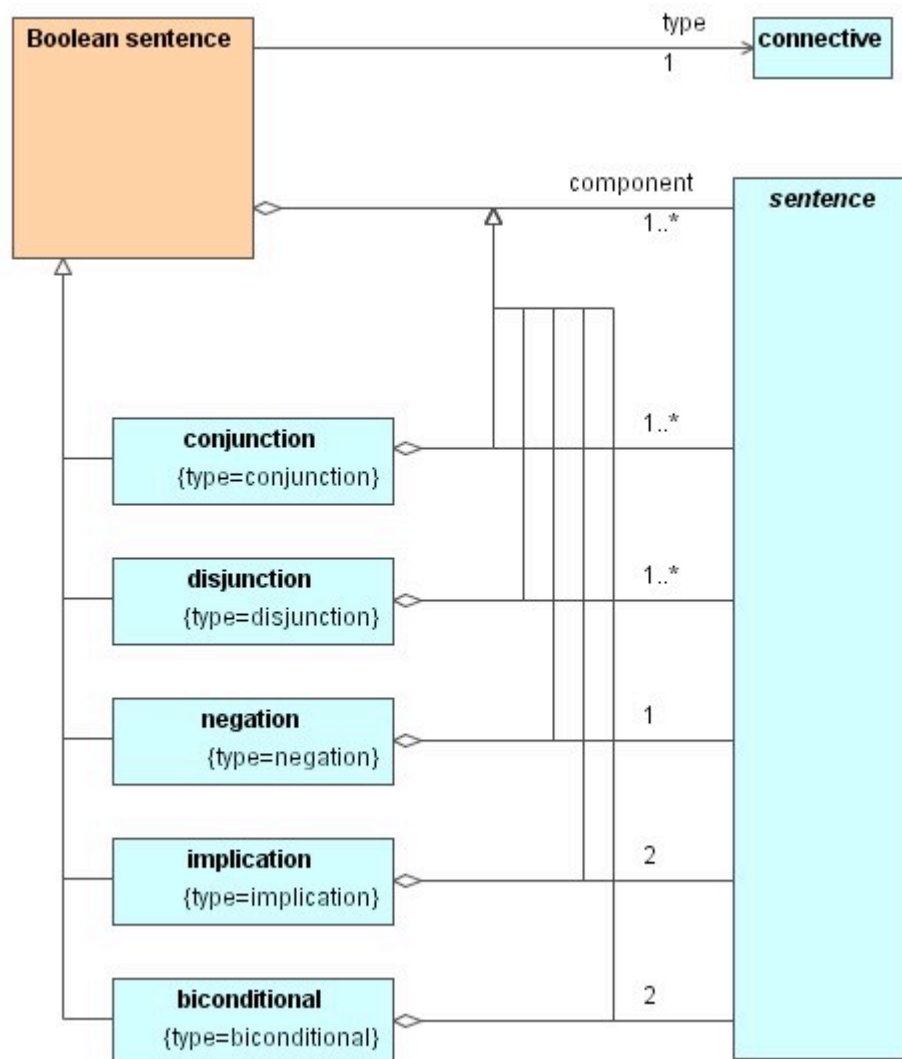 Boolean sentence
type
connective
1
component
sentence
1..*
conjunction
{type=conjunction}
1..*
disjunction
{type=disjunction}
1..*
negation
{type=negation}
1
implication
{type=implication}
2
biconditional
{type=biconditional}
2